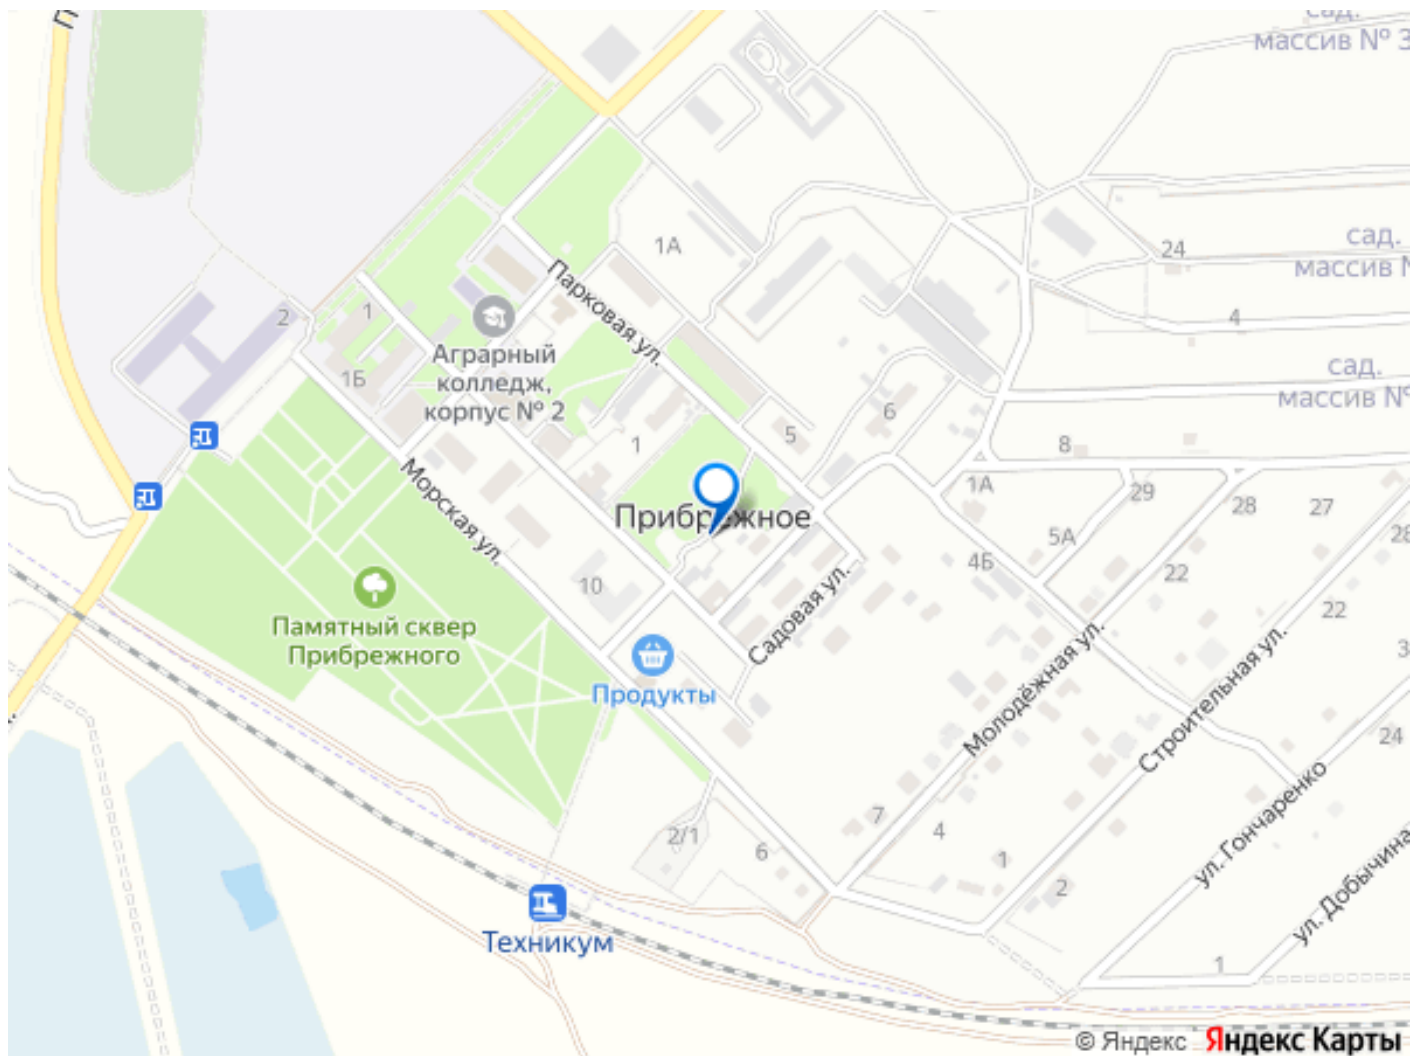 массив № 3
сад.
24
4
сад.
массив №
1А
Парковая ул.
2
1
Аграрный
колледж,
корпус № 2
1Б
6
5
1
8
1А
29
28
27
28
5А
4Б
22
22
Прибрежное
Морская ул.
10
Садовая ул.
Памятный сквер
Прибрежного
Продукты
Молодёжная ул.
Строительная ул.
24
ул. Гончаренко
7
4
1
2
2/1
6
ул. Добычина
1
Техникум
© Яндекс Яндекс Карты